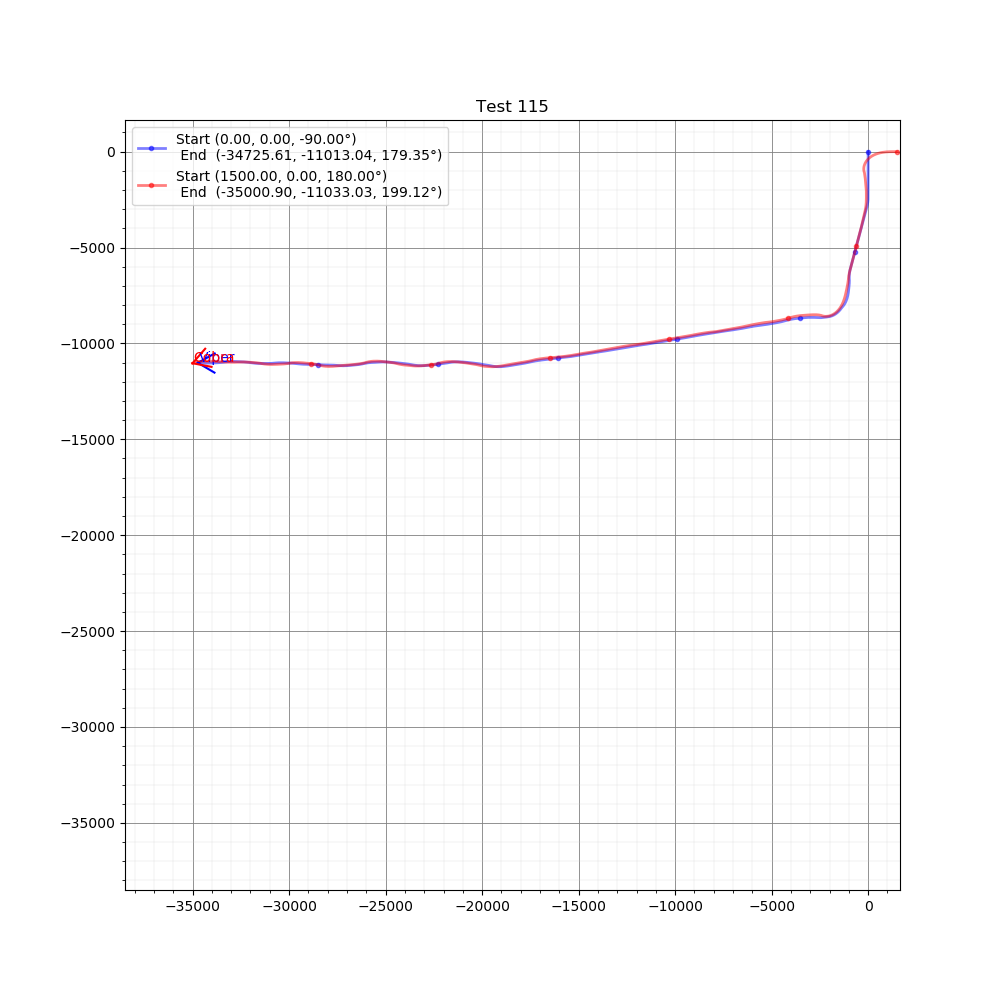 Test 115
Start (0.00, 0.00, -90.00°)
End (-34725.61, -11013.04, 179.35°)
Start (1500.00, 0.00, 180.00°)
End (-35000.90, -11033.03, 199.12°)
0
−5000
−10000
−15000
−20000
−25000
−30000
−35000
−35000 −30000 −25000 −20000 −15000 −10000 −5000 0